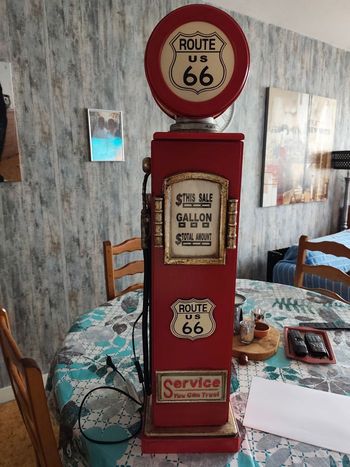 ROUTE
US
66
$ THIS SALE
GALLON
$ TOTAL AMOUNT
ROUTE
US
66
Service
You Can Trust